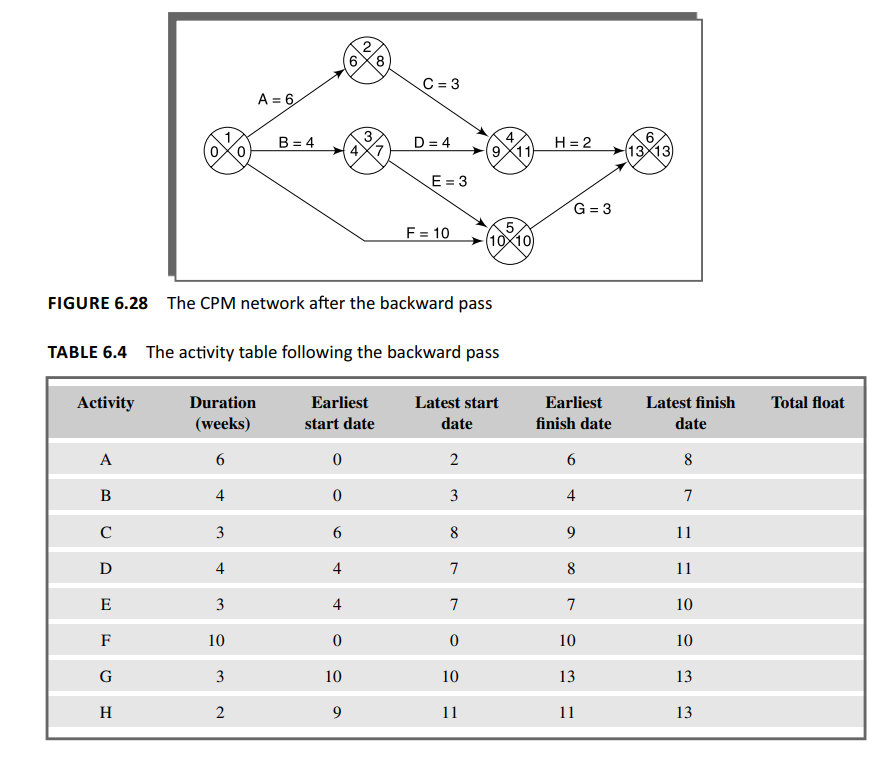 2
6 8
C = 3
A = 6
1
0 0
B = 4
3
4 7
D = 4
4
9 11
H = 2
6
13 13
E = 3
G = 3
F = 10
5
10 10
FIGURE 6.28 The CPM network after the backward pass
TABLE 6.4 The activity table following the backward pass
Activity Duration (weeks) Earliest start date Latest start date Earliest finish date Latest finish date Total float
A 6 0 2 6 8
B 4 0 3 4 7
C 3 6 8 9 11
D 4 4 7 8 11
E 3 4 7 7 10
F 10 0 0 10 10
G 3 10 10 13 13
H 2 9 11 11 13